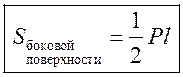 S боковой поверхности = 1/2 Pl